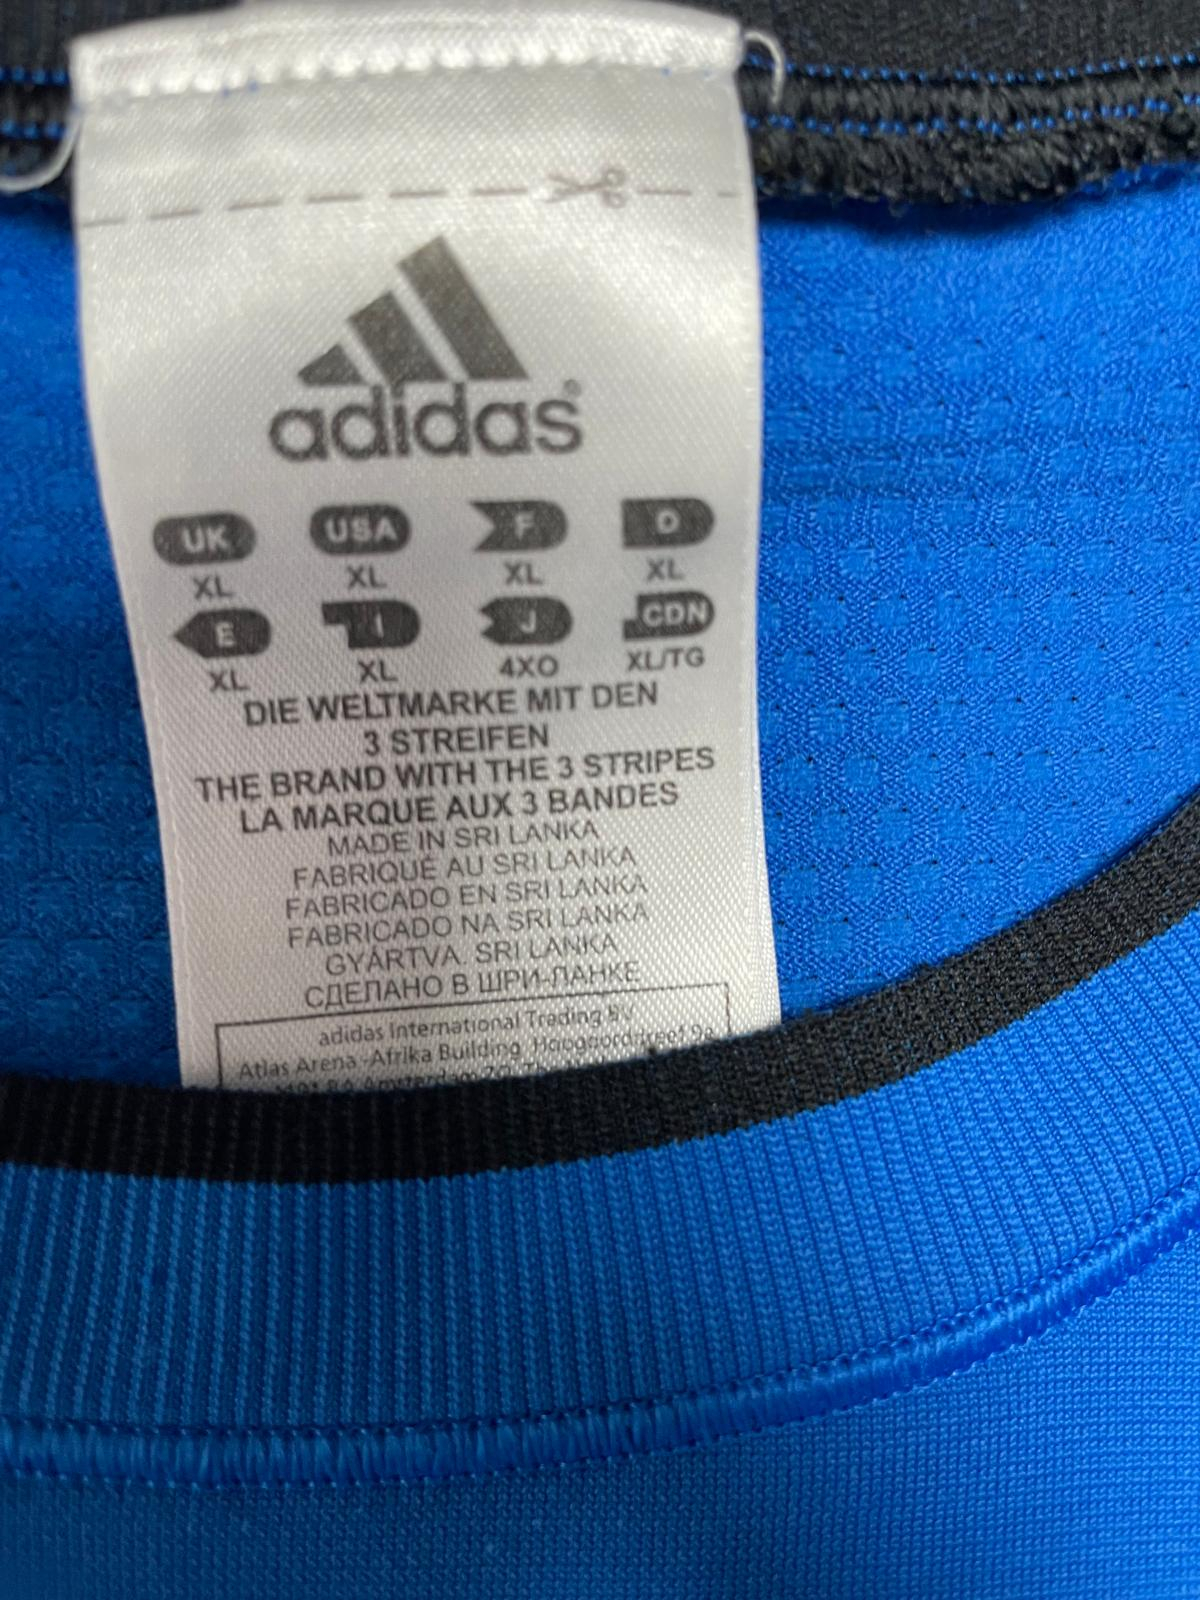 adidas®
UK USA F D
XL XL XL XL
E I J CDN
XL XL 4XO XL/TG
DIE WELTMARKE MIT DEN
3 STREIFEN
THE BRAND WITH THE 3 STRIPES
LA MARQUE AUX 3 BANDES
MADE IN SRI LANKA
FABRIQUÉ AU SRI LANKA
FABRICADO EN SRI LANKA
FABRICADO NA SRI LANKA
GYÁRTVA. SRI LANKA
СДЕЛАНО В ШРИ-ЛАНКЕ
adidas International Trading BV
Atlas Arena -Afrika Building Hoogoorddreef 9a